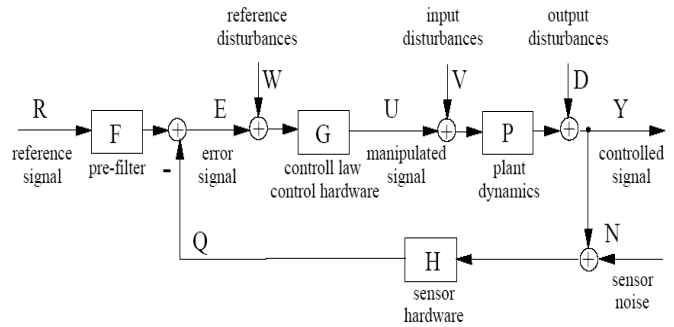 reference
disturbances
input
disturbances
output
disturbances
W
V
D
R
F
E
G
U
P
Y
reference
signal
pre-filter
-
error
signal
controll law
control hardware
manipulated
signal
plant
dynamics
controlled
signal
Q
H
N
sensor
hardware
sensor
noise